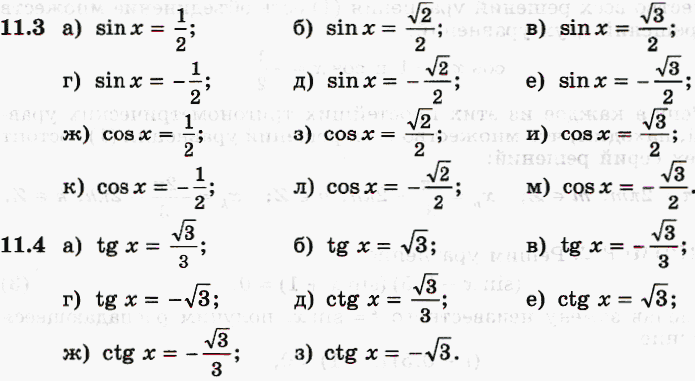 11.3 а) sin x = 1/2; б) sin x = √2/2; в) sin x = √3/2;
г) sin x = -1/2; д) sin x = -√2/2; е) sin x = -√3/2;
ж) cos x = 1/2; з) cos x = √2/2; и) cos x = √3/2;
к) cos x = -1/2; л) cos x = -√2/2; м) cos x = -√3/2.
11.4 а) tg x = √3/3; б) tg x = √3; в) tg x = -√3/3;
г) tg x = -√3; д) ctg x = √3/3; е) ctg x = √3;
ж) ctg x = -√3/3; з) ctg x = -√3.